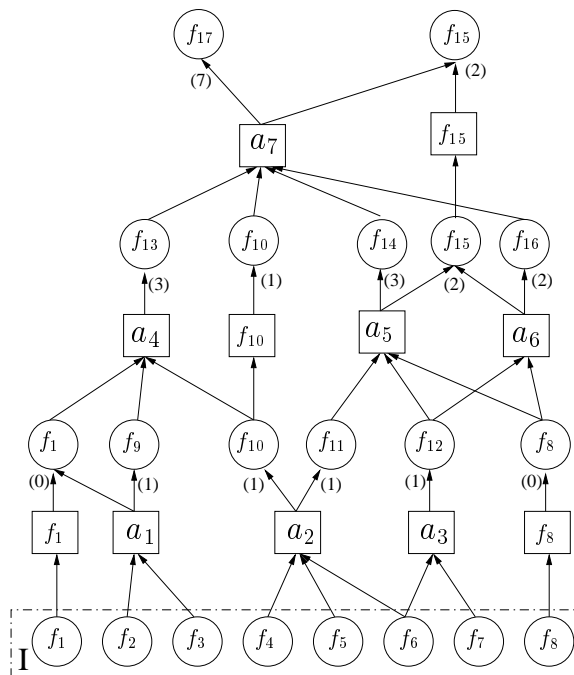 f17 f15
(7) (2)
a7 f15
f13 f10 f14 f15 f16
(3) (1) (3) (2) (2)
a4 f10 a5 a6
f1 f9 f10 f11 f12 f8
(0) (1) (1) (1) (1) (0)
f1 a1 a2 a3 f8
f1 f2 f3 f4 f5 f6 f7 f8
I